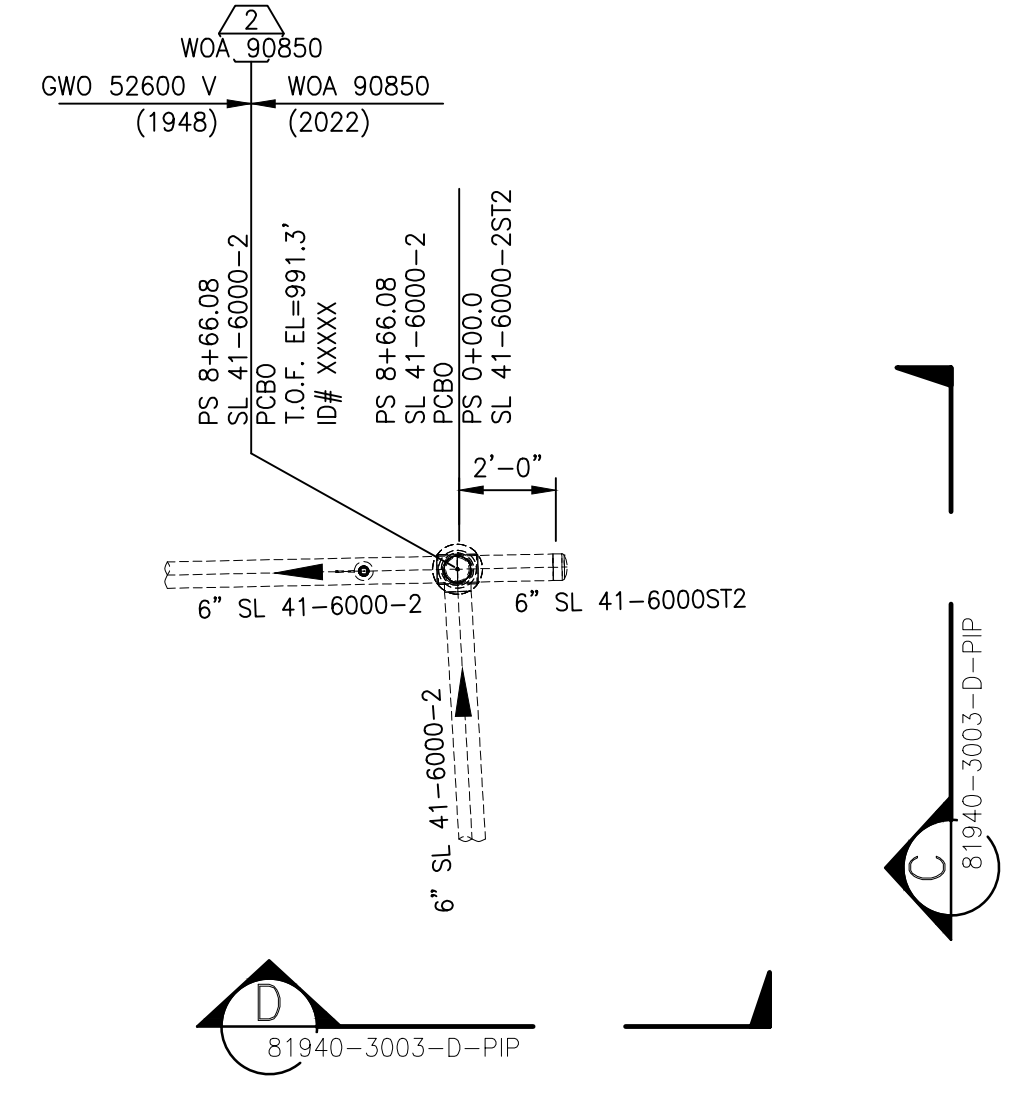 2
WOA 90850
GWO 52600 V
WOA 90850
(1948)
(2022)
PS 8+66.08
SL 41-6000-2
PCBO
T.O.F. EL=991.3'
ID# XXXXX
PS 8+66.08
SL 41-6000-2
PCBO
PS 0+00.0
SL 41-6000-2ST2
2'-0"
6" SL 41-6000-2
6" SL 41-6000ST2
6" SL 41-6000-2
81940-3003-D-PIP
C
D
81940-3003-D-PIP